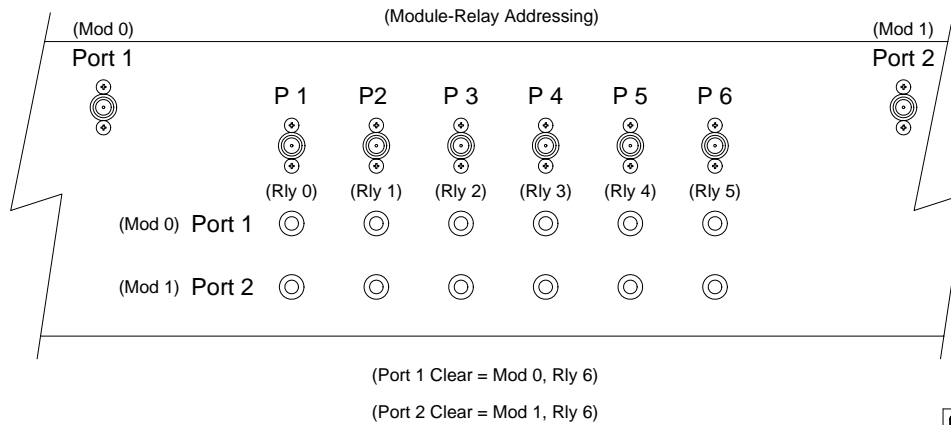 (Module-Relay Addressing)
(Mod 0)
(Mod 1)
Port 1
Port 2
P 1 P2 P 3 P 4 P 5 P 6
(Rly 0) (Rly 1) (Rly 2) (Rly 3) (Rly 4) (Rly 5)
(Mod 0) Port 1
(Mod 1) Port 2
(Port 1 Clear = Mod 0, Rly 6)
(Port 2 Clear = Mod 1, Rly 6)